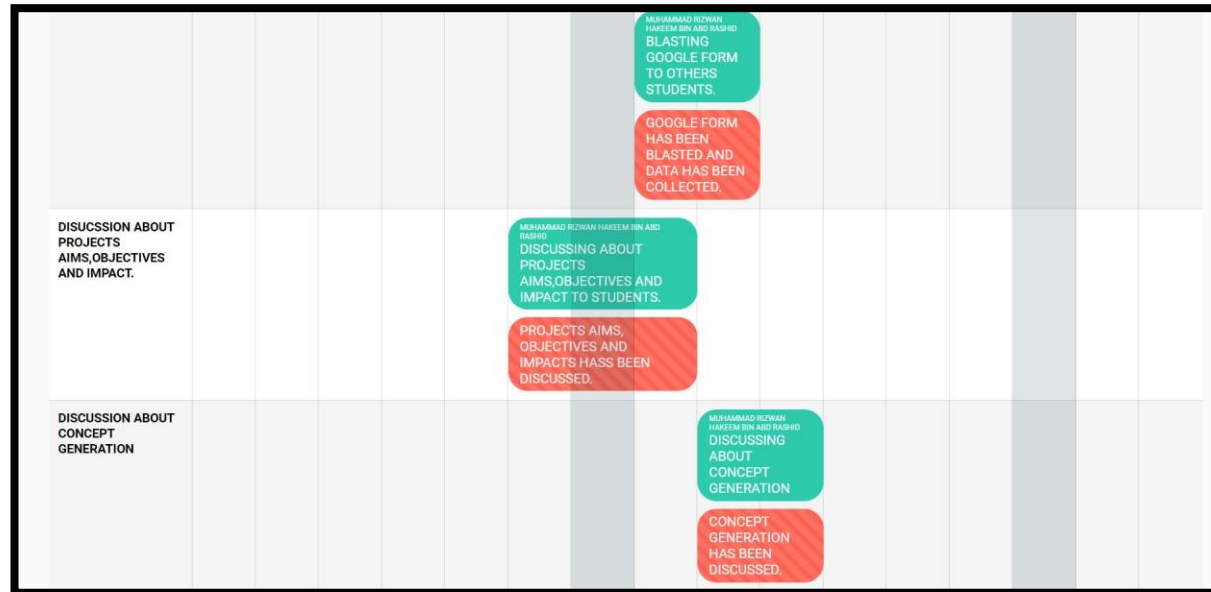 MUHAMMAD RIZWAN
HAKEEM BIN ABD RASHID
BLASTING
GOOGLE FORM
TO OTHERS
STUDENTS.
GOOGLE FORM
HAS BEEN
BLASTED AND
DATA HAS BEEN
COLLECTED.
DISUCSSION ABOUT
PROJECTS
AIMS,OBJECTIVES
AND IMPACT.
MUHAMMAD RIZWAN HAKEEM BIN ABD
RASHID
DISCUSSING ABOUT
PROJECTS
AIMS,OBJECTIVES AND
IMPACT TO STUDENTS.
PROJECTS AIMS,
OBJECTIVES AND
IMPACTS HASS BEEN
DISCUSSED.
DISCUSSION ABOUT
CONCEPT
GENERATION
MUHAMMAD RIZWAN
HAKEEM BIN ABD RASHID
DISCUSSING
ABOUT
CONCEPT
GENERATION
CONCEPT
GENERATION
HAS BEEN
DISCUSSED.